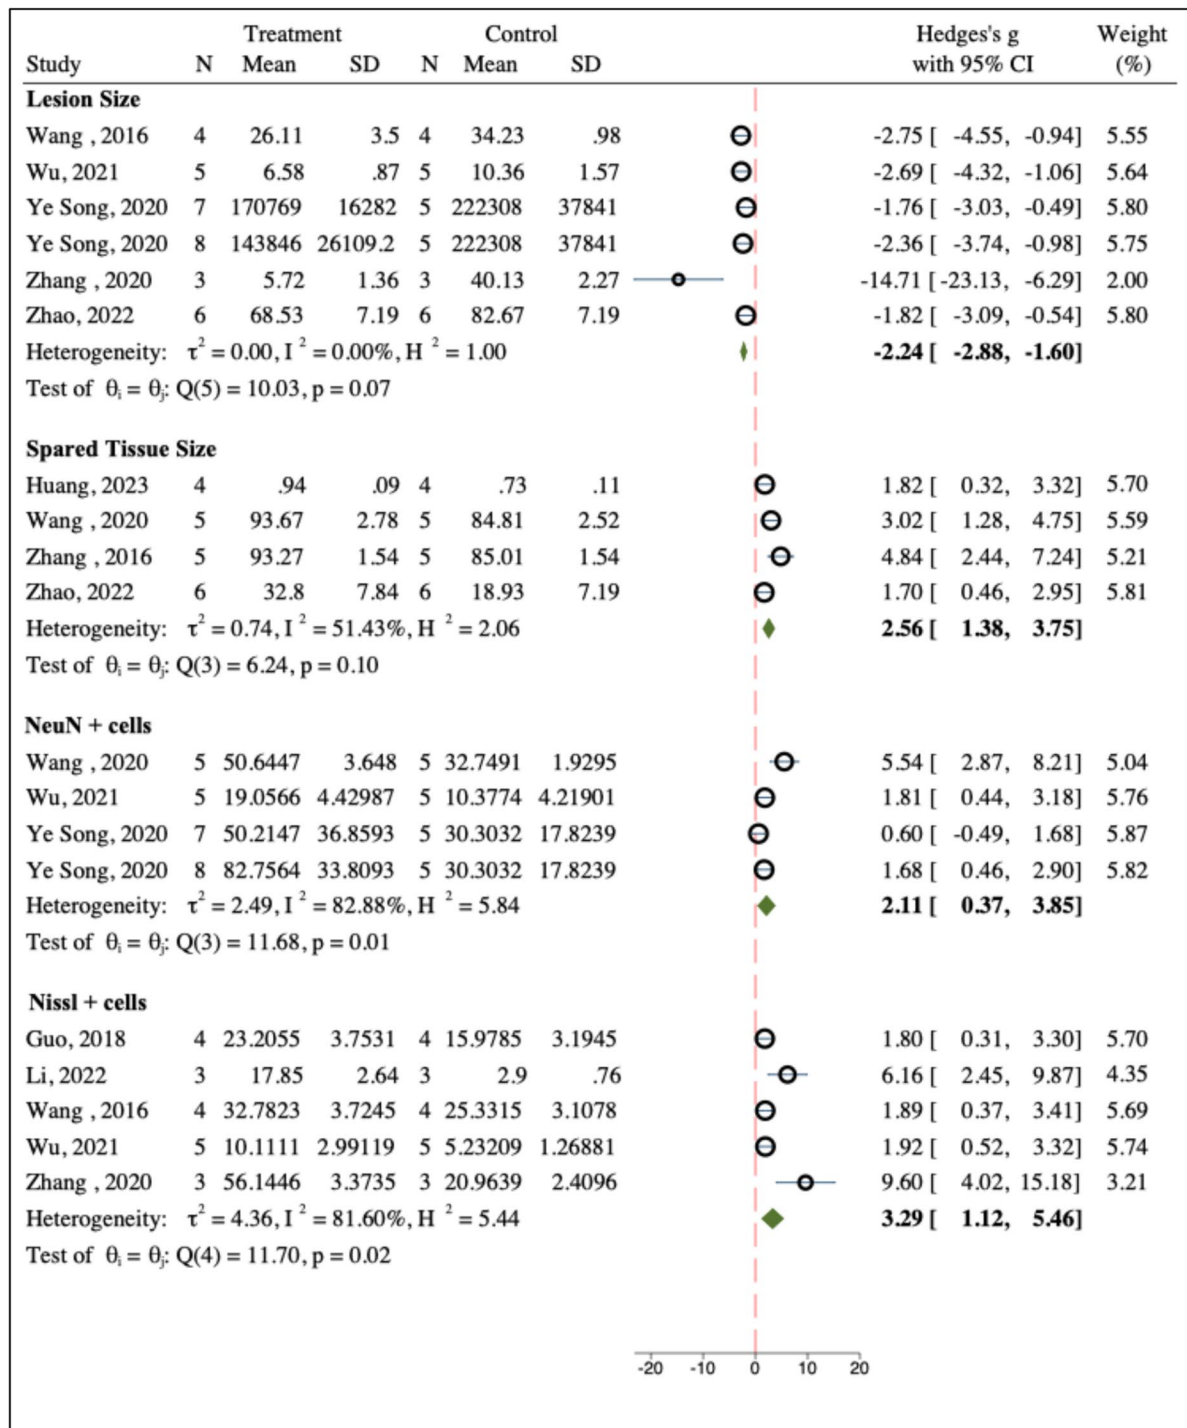 Treatment Control Hedges's g Weight
Study N Mean SD N Mean SD with 95% CI (%)
Lesion Size
Wang , 2016 4 26.11 3.5 4 34.23 .98 -2.75 [ -4.55, -0.94] 5.55
Wu, 2021 5 6.58 .87 5 10.36 1.57 -2.69 [ -4.32, -1.06] 5.64
Ye Song, 2020 7 170769 16282 5 222308 37841 -1.76 [ -3.03, -0.49] 5.80
Ye Song, 2020 8 143846 26109.2 5 222308 37841 -2.36 [ -3.74, -0.98] 5.75
Zhang , 2020 3 5.72 1.36 3 40.13 2.27 -14.71 [ -23.13, -6.29] 2.00
Zhao, 2022 6 68.53 7.19 6 82.67 7.19 -1.82 [ -3.09, -0.54] 5.80
Heterogeneity: τ² = 0.00, I² = 0.00%, H² = 1.00 -2.24 [ -2.88, -1.60]
Test of θᵢ = θⱼ: Q(5) = 10.03, p = 0.07
Spared Tissue Size
Huang, 2023 4 .94 .09 4 .73 .11 1.82 [ 0.32, 3.32] 5.70
Wang , 2020 5 93.67 2.78 5 84.81 2.52 3.02 [ 1.28, 4.75] 5.59
Zhang , 2016 5 93.27 1.54 5 85.01 1.54 4.84 [ 2.44, 7.24] 5.21
Zhao, 2022 6 32.8 7.84 6 18.93 7.19 1.70 [ 0.46, 2.95] 5.81
Heterogeneity: τ² = 0.74, I² = 51.43%, H² = 2.06 2.56 [ 1.38, 3.75]
Test of θᵢ = θⱼ: Q(3) = 6.24, p = 0.10
NeuN + cells
Wang , 2020 5 50.6447 3.648 5 32.7491 1.9295 5.54 [ 2.87, 8.21] 5.04
Wu, 2021 5 19.0566 4.42987 5 10.3774 4.21901 1.81 [ 0.44, 3.18] 5.76
Ye Song, 2020 7 50.2147 36.8593 5 30.3032 17.8239 0.60 [ -0.49, 1.68] 5.87
Ye Song, 2020 8 82.7564 33.8093 5 30.3032 17.8239 1.68 [ 0.46, 2.90] 5.82
Heterogeneity: τ² = 2.49, I² = 82.88%, H² = 5.84 2.11 [ 0.37, 3.85]
Test of θᵢ = θⱼ: Q(3) = 11.68, p = 0.01
Nissl + cells
Guo, 2018 4 23.2055 3.7531 4 15.9785 3.1945 1.80 [ 0.31, 3.30] 5.70
Li, 2022 3 17.85 2.64 3 2.9 .76 6.16 [ 2.45, 9.87] 4.35
Wang , 2016 4 32.7823 3.7245 4 25.3315 3.1078 1.89 [ 0.37, 3.41] 5.69
Wu, 2021 5 10.1111 2.99119 5 5.23209 1.26881 1.92 [ 0.52, 3.32] 5.74
Zhang , 2020 3 56.1446 3.3735 3 20.9639 2.4096 9.60 [ 4.02, 15.18] 3.21
Heterogeneity: τ² = 4.36, I² = 81.60%, H² = 5.44 3.29 [ 1.12, 5.46]
Test of θᵢ = θⱼ: Q(4) = 11.70, p = 0.02
-20 -10 0 10 20